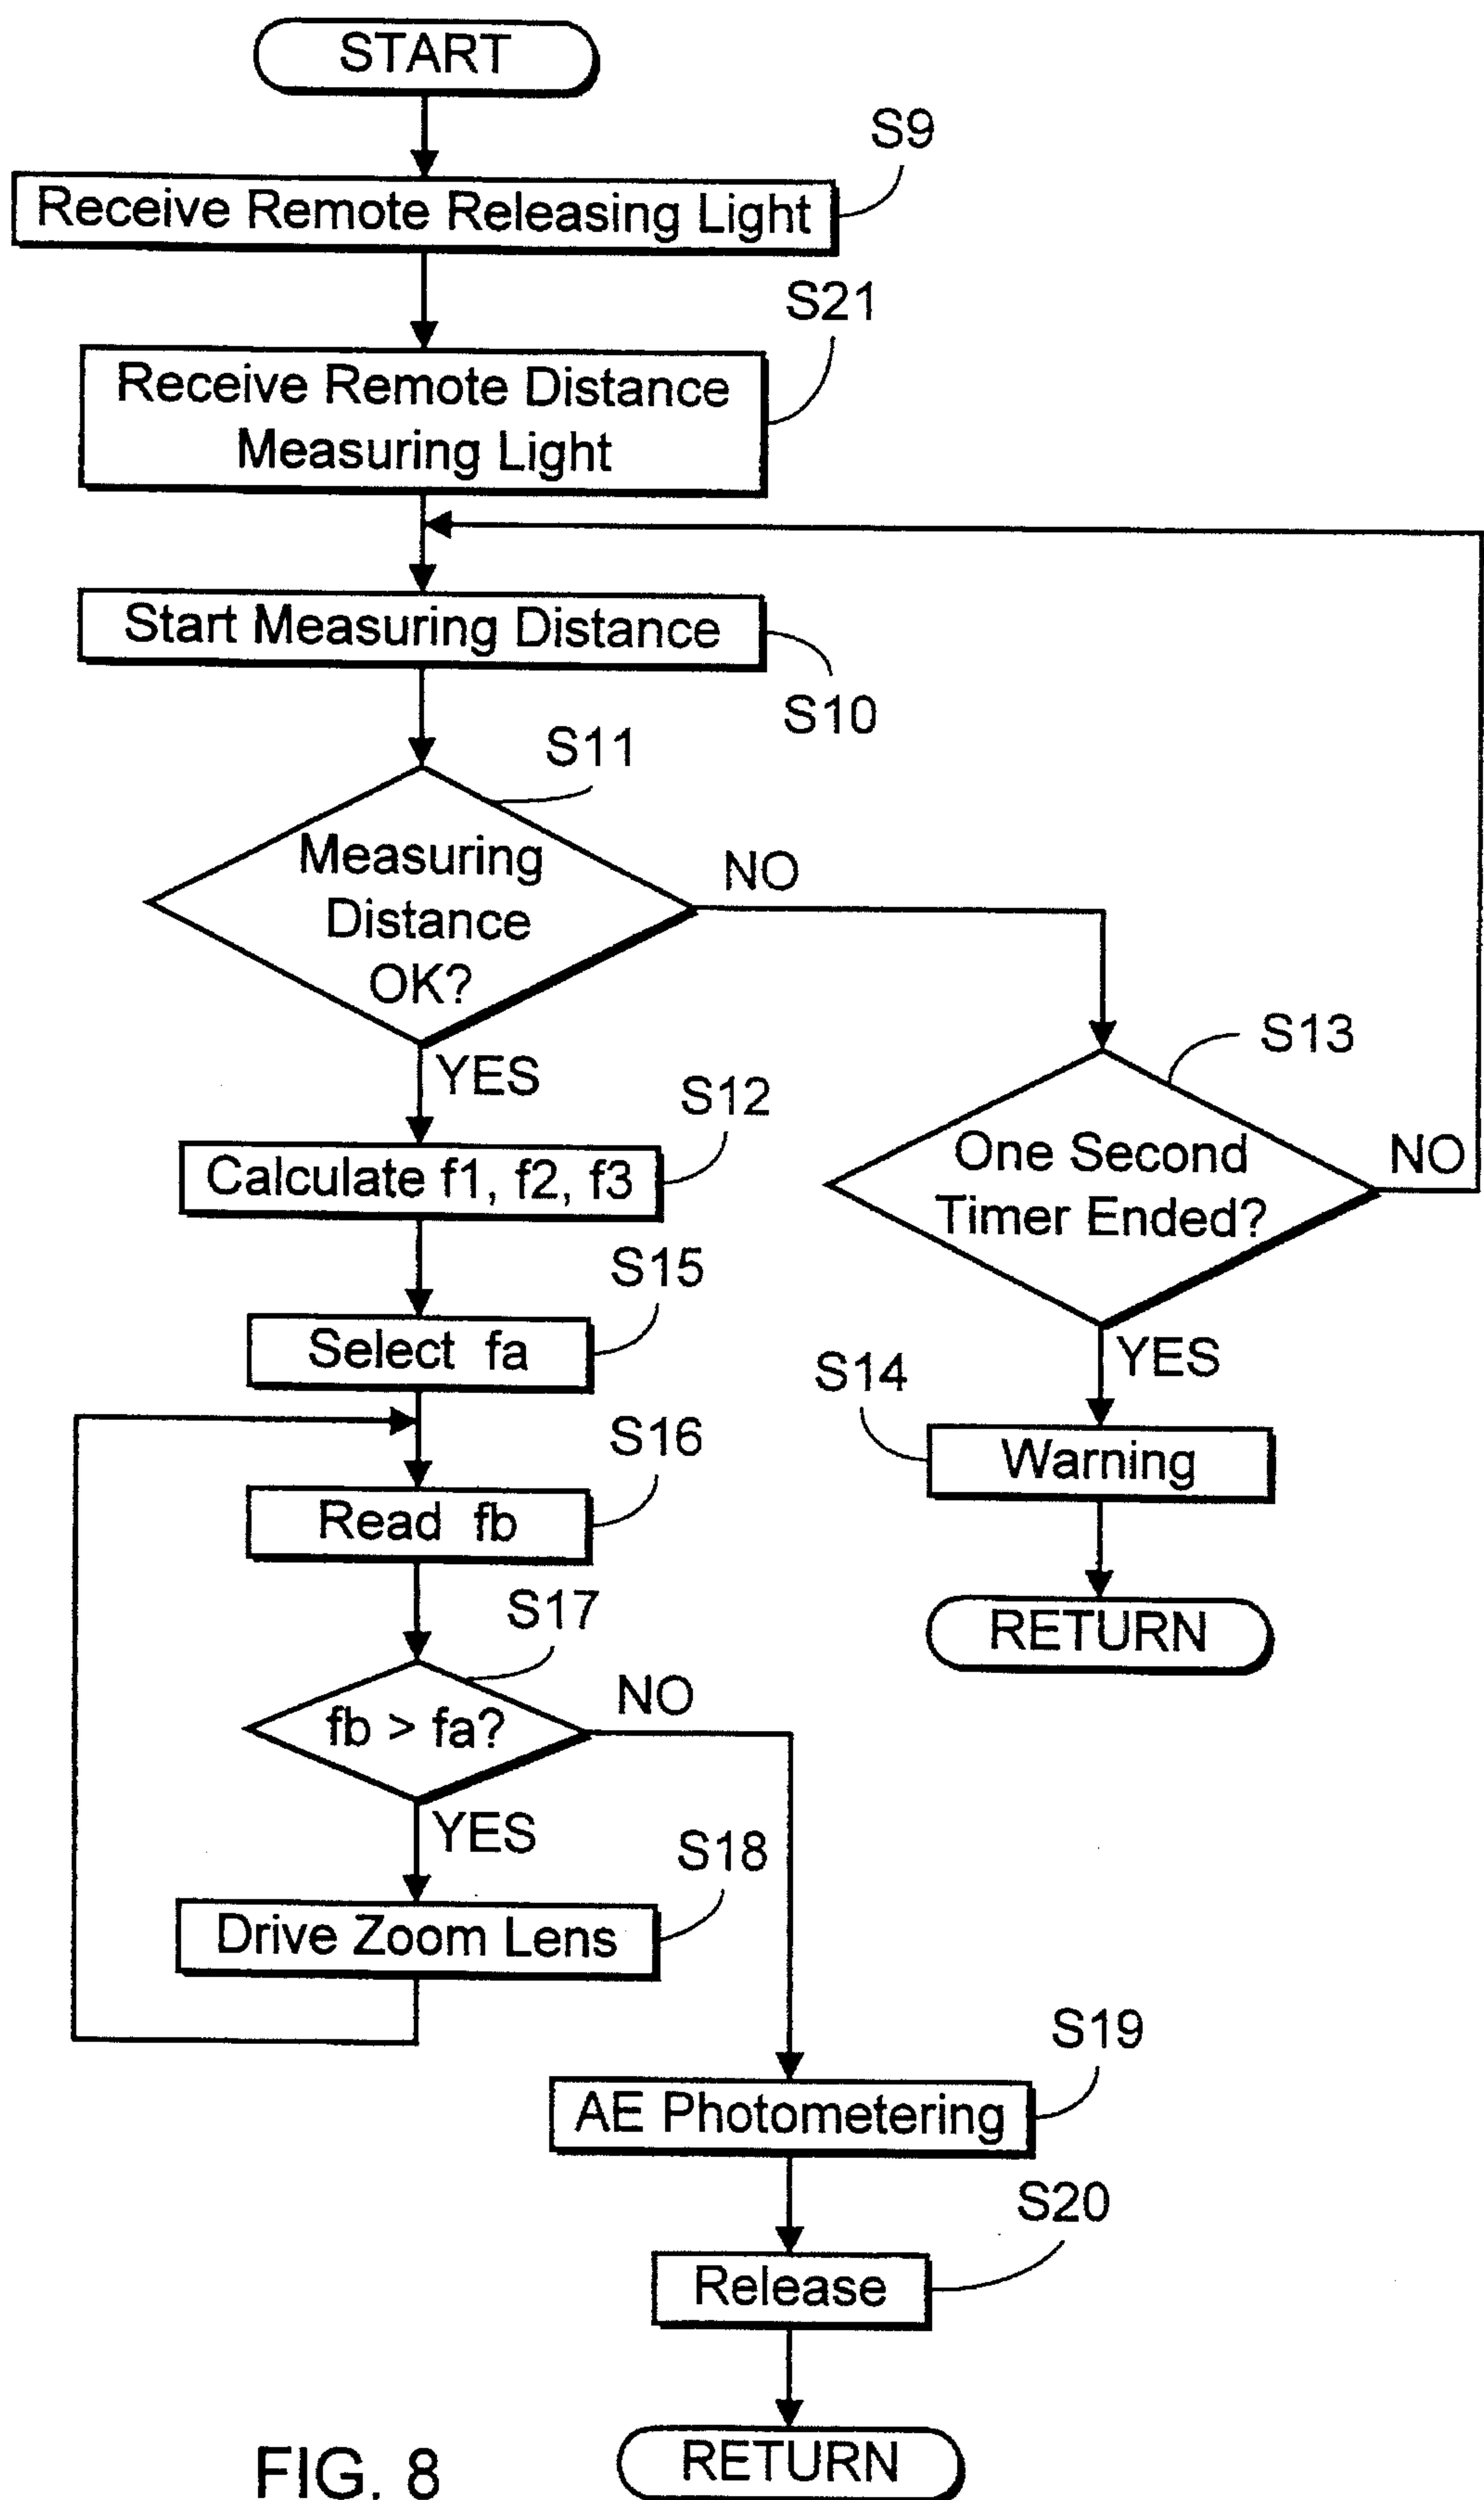 START
S9
Receive Remote Releasing Light
S21
Receive Remote Distance
Measuring Light
Start Measuring Distance
S10
S11
Measuring
Distance
OK?
NO
YES
S13
One Second
Timer Ended?
NO
YES
S12
Calculate f1, f2, f3
S15
Select fa
S14
Warning
S16
Read fb
RETURN
S17
fb > fa?
NO
YES
S18
Drive Zoom Lens
S19
AE Photometering
S20
Release
RETURN
FIG. 8